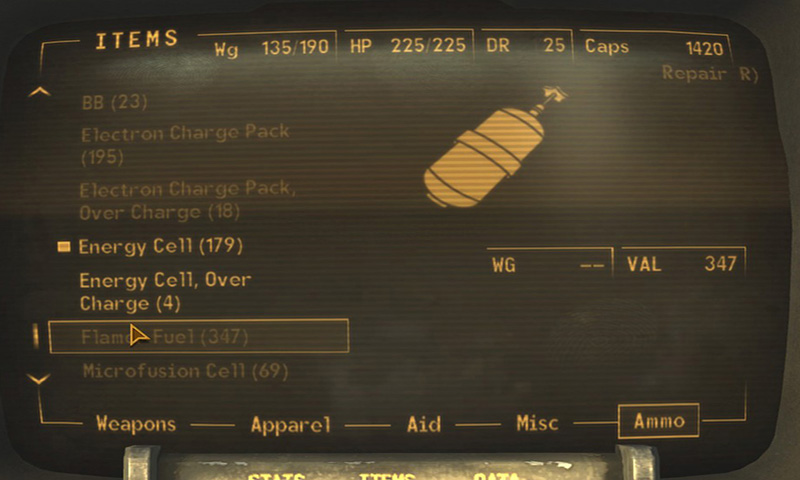 ITEMS
Wg 135/190 HP 225/225 DR 25 Caps 1420
Repair R)
BB (23)
Electron Charge Pack
(195)
Electron Charge Pack,
Over Charge (18)
Energy Cell (179)
Energy Cell, Over
Charge (4)
WG -- VAL 347
Fuel (347)
Microfusion Cell (69)
Weapons Apparel Aid Misc Ammo
STATS ITEMS DATA